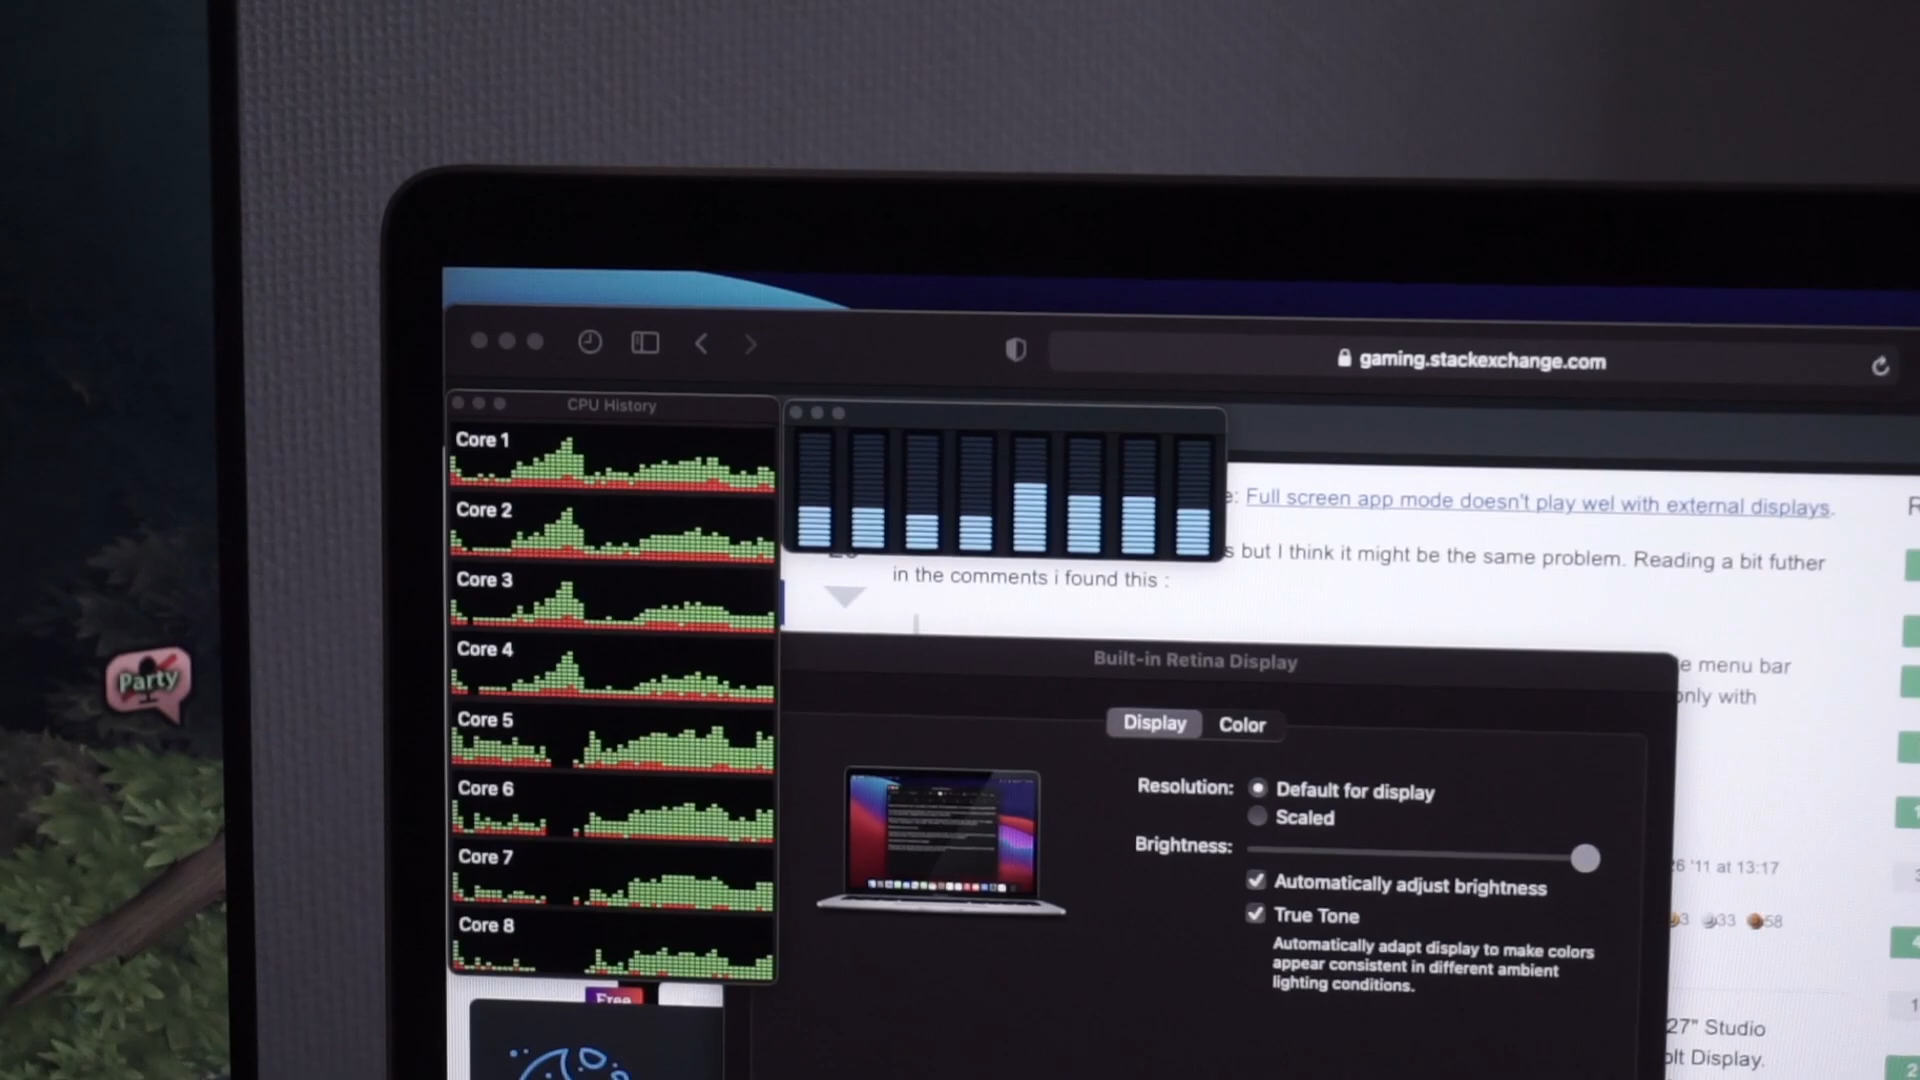 gaming.stackexchange.com
CPU History
Core 1
Core 2
Core 3
Core 4
Core 5
Core 6
Core 7
Core 8
Full screen app mode doesn't play wel with external displays.
s but I think it might be the same problem. Reading a bit futher
in the comments i found this :
e menu bar
only with
Built-in Retina Display
Display Color
Resolution: Default for display
Scaled
Brightness:
Automatically adjust brightness
True Tone
Automatically adapt display to make colors
appear consistent in different ambient
lighting conditions.
'11 at 13:17
3 33 58
27" Studio
olt Display.
Free
Party